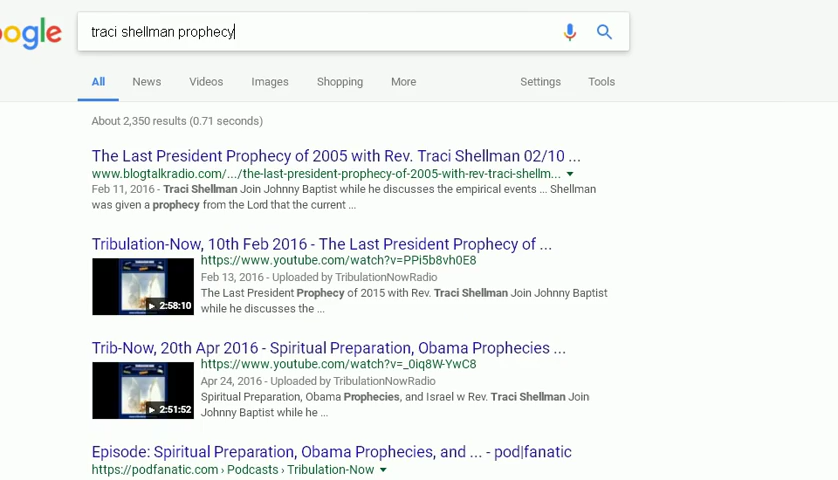 oogle
traci shellman prophecy
All News Videos Images Shopping More Settings Tools
About 2,350 results (0.71 seconds)
The Last President Prophecy of 2005 with Rev. Traci Shellman 02/10 ...
www.blogtalkradio.com/.../the-last-president-prophecy-of-2005-with-rev-traci-shellm...
Feb 11, 2016 - Traci Shellman Join Johnny Baptist while he discusses the empirical events ... Shellman
was given a prophecy from the Lord that the current ...
Tribulation-Now, 10th Feb 2016 - The Last President Prophecy of ...
https://www.youtube.com/watch?v=PPi5b8vh0E8
Feb 13, 2016 - Uploaded by TribulationNowRadio
The Last President Prophecy of 2015 with Rev. Traci Shellman Join Johnny Baptist
while he discusses the ...
2:58:10
Trib-Now, 20th Apr 2016 - Spiritual Preparation, Obama Prophecies ...
https://www.youtube.com/watch?v=_0iq8W-YwC8
Apr 24, 2016 - Uploaded by TribulationNowRadio
Spiritual Preparation, Obama Prophecies, and Israel w Rev. Traci Shellman Join
Johnny Baptist while he ...
2:51:52
Episode: Spiritual Preparation, Obama Prophecies, and ... - pod|fanatic
https://podfanatic.com › Podcasts › Tribulation-Now